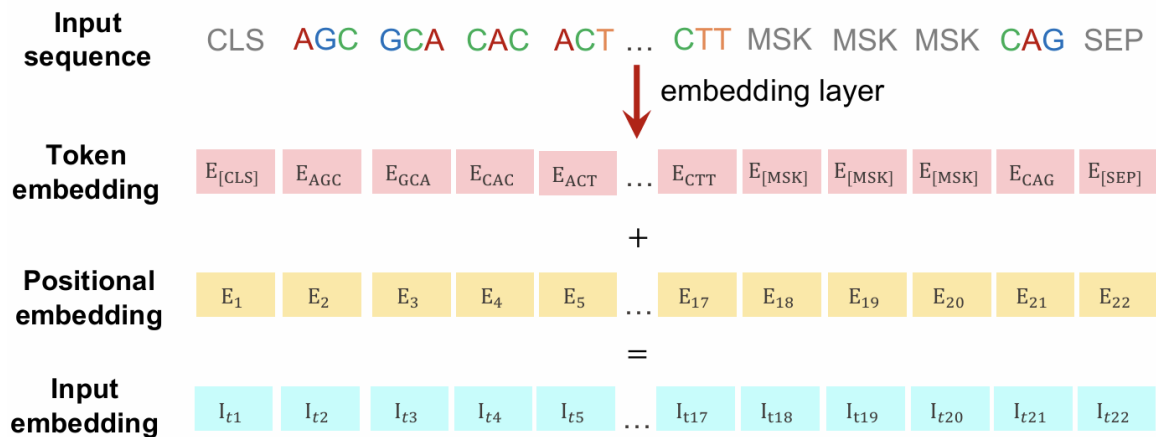 Input sequence CLS AGC GCA CAC ACT ... CTT MSK MSK MSK CAG SEP
embedding layer
Token embedding E[CLS] EAGC EGCA ECAC EACT ... ECTT E[MSK] E[MSK] E[MSK] ECAG E[SEP]
+
Positional embedding E1 E2 E3 E4 E5 ... E17 E18 E19 E20 E21 E22
=
Input embedding It1 It2 It3 It4 It5 ... It17 It18 It19 It20 It21 It22